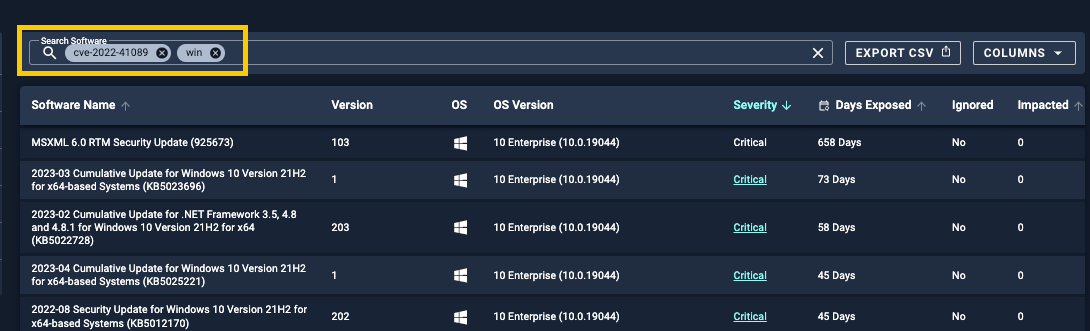 Search Software
cve-2022-41089 win EXPORT CSV COLUMNS
Software Name Version OS OS Version Severity Days Exposed Ignored Impacted
MSXML 6.0 RTM Security Update (925673) 103 10 Enterprise (10.0.19044) Critical 658 Days No 0
2023-03 Cumulative Update for Windows 10 Version 21H2
for x64-based Systems (KB5023696) 1 10 Enterprise (10.0.19044) Critical 73 Days No 0
2023-02 Cumulative Update for .NET Framework 3.5, 4.8
and 4.8.1 for Windows 10 Version 21H2 for x64 203 10 Enterprise (10.0.19044) Critical 58 Days No 0
(KB5022728)
2023-04 Cumulative Update for Windows 10 Version 21H2
for x64-based Systems (KB5025221) 1 10 Enterprise (10.0.19044) Critical 45 Days No 0
2022-08 Security Update for Windows 10 Version 21H2 for
x64-based Systems (KB5012170) 202 10 Enterprise (10.0.19044) Critical 45 Days No 0